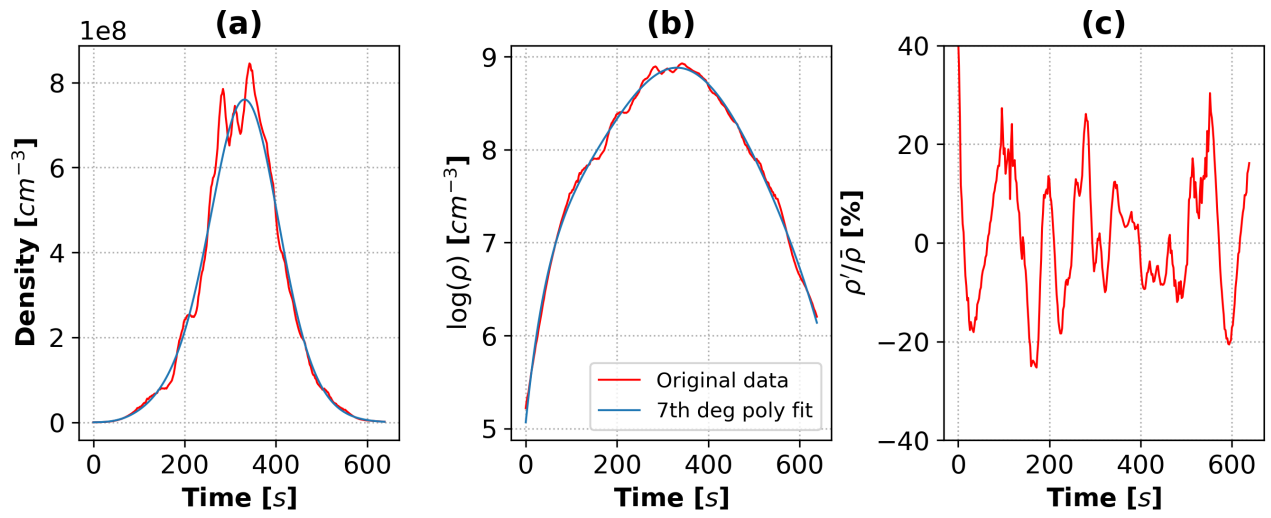 (a)
1e8
8
6
4
2
0
0 200 400 600
Density [cm⁻³]
Time [s]
(b)
9
8
7
6
5
0 200 400 600
log(ρ) [cm⁻³]
Time [s]
Original data
7th deg poly fit
(c)
40
20
0
−20
−40
0 200 400 600
ρ′/ρ̄ [%]
Time [s]